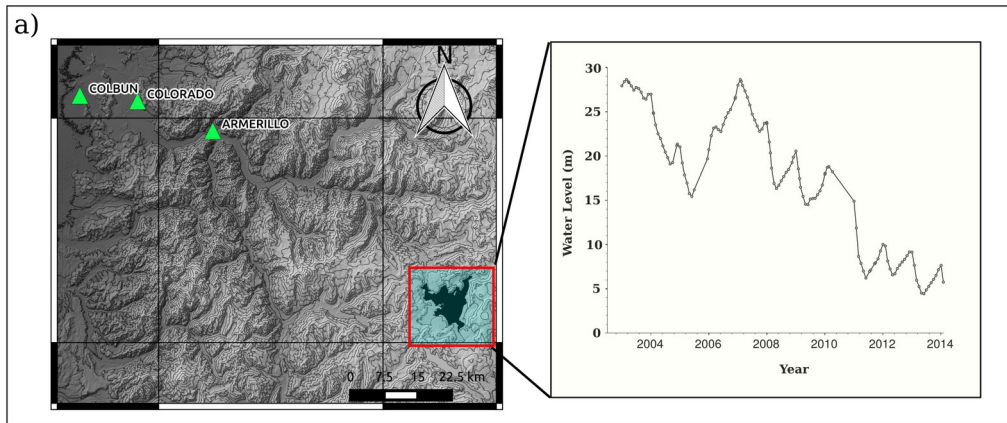 a)
N
COLBUN
COLORADO
ARMERILLO
0 7.5 15 22.5 km
30
25
20
15
10
5
0
Water Level (m)
2004 2006 2008 2010 2012 2014
Year